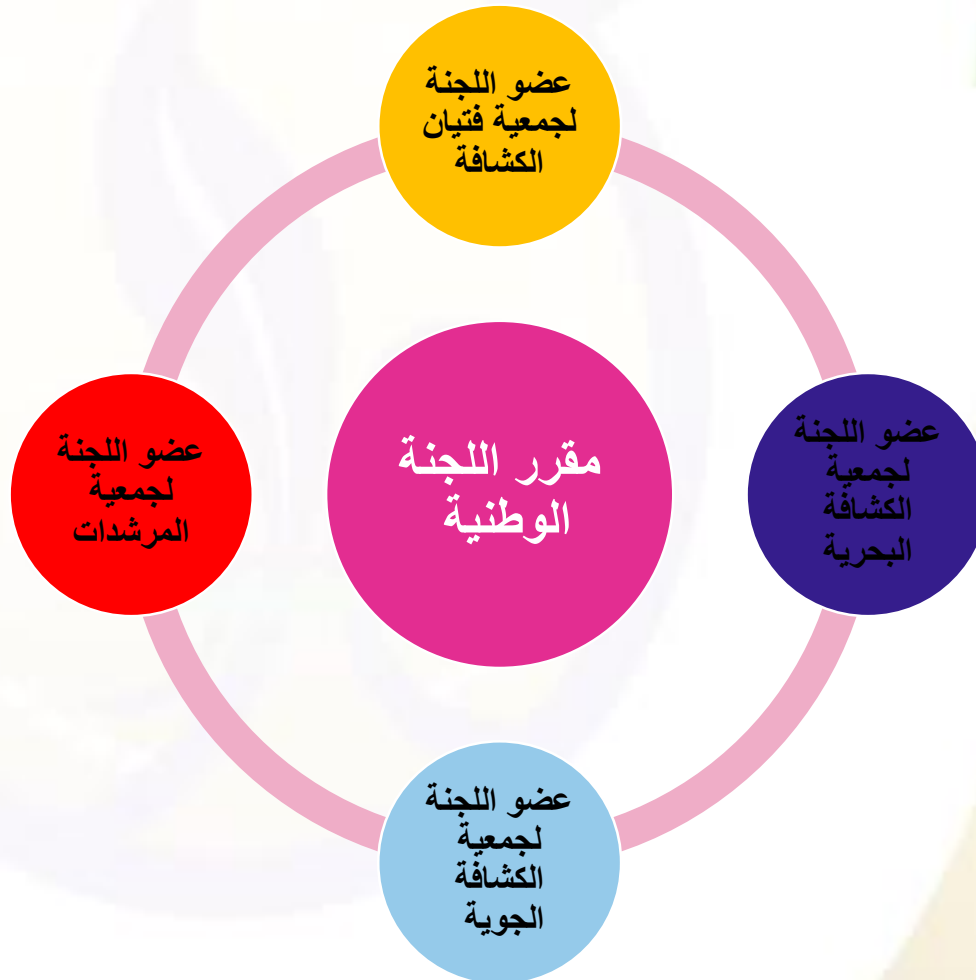 عضو اللجنة
لجمعية فتيان
الكشافة
عضو اللجنة
لجمعية
الكشافة
البحرية
مقرر اللجنة
الوطنية
عضو اللجنة
لجمعية
المرشدات
عضو اللجنة
لجمعية
الكشافة
الجوية